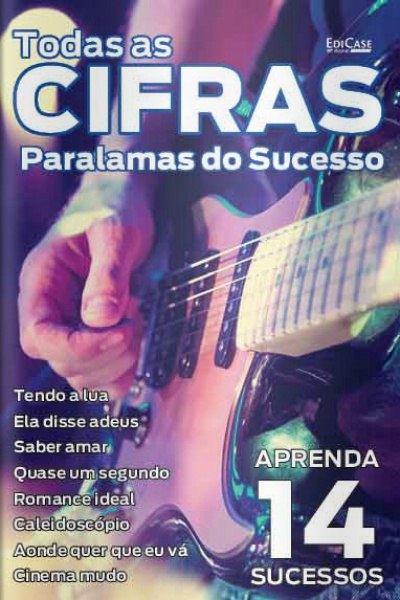 Todas as
EDICASE
CIFRAS
Paralamas do Sucesso
Tendo a lua
Ela disse adeus
Saber amar
Quase um segundo
Romance ideal
Caleidoscópio
Aonde quer que eu vá
Cinema mudo
APRENDA
14
SUCESSOS